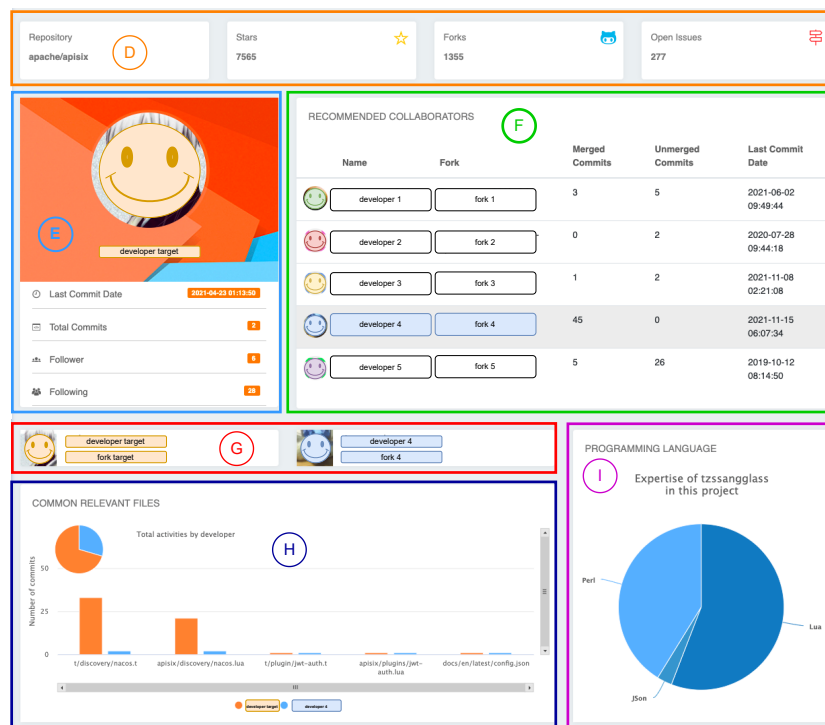 Repository
apache/apisix
D
Stars
7565
Forks
1355
Open Issues
277
E
developer target
Last Commit Date 2021-04-23 01:13:50
Total Commits 2
Follower 6
Following 28
RECOMMENDED COLLABORATORS
F
Name Fork Merged Commits Unmerged Commits Last Commit Date
developer 1 fork 1 3 5 2021-06-02 09:49:44
developer 2 fork 2 0 2 2020-07-28 09:44:18
developer 3 fork 3 1 2 2021-11-08 02:21:08
developer 4 fork 4 45 0 2021-11-15 06:07:34
developer 5 fork 5 5 26 2019-10-12 08:14:50
developer target
fork target
G
developer 4
fork 4
COMMON RELEVANT FILES
Total activities by developer
H
Number of commits
50
25
0
t/discovery/nacos.t
apisix/discovery/nacos.lua
t/plugin/jwt-auth.t
apisix/plugins/jwt-
auth.lua
docs/en/latest/config.json
developer target
developer 4
PROGRAMMING LANGUAGE
I
Expertise of tzssangglass
in this project
Perl
Lua
JSon